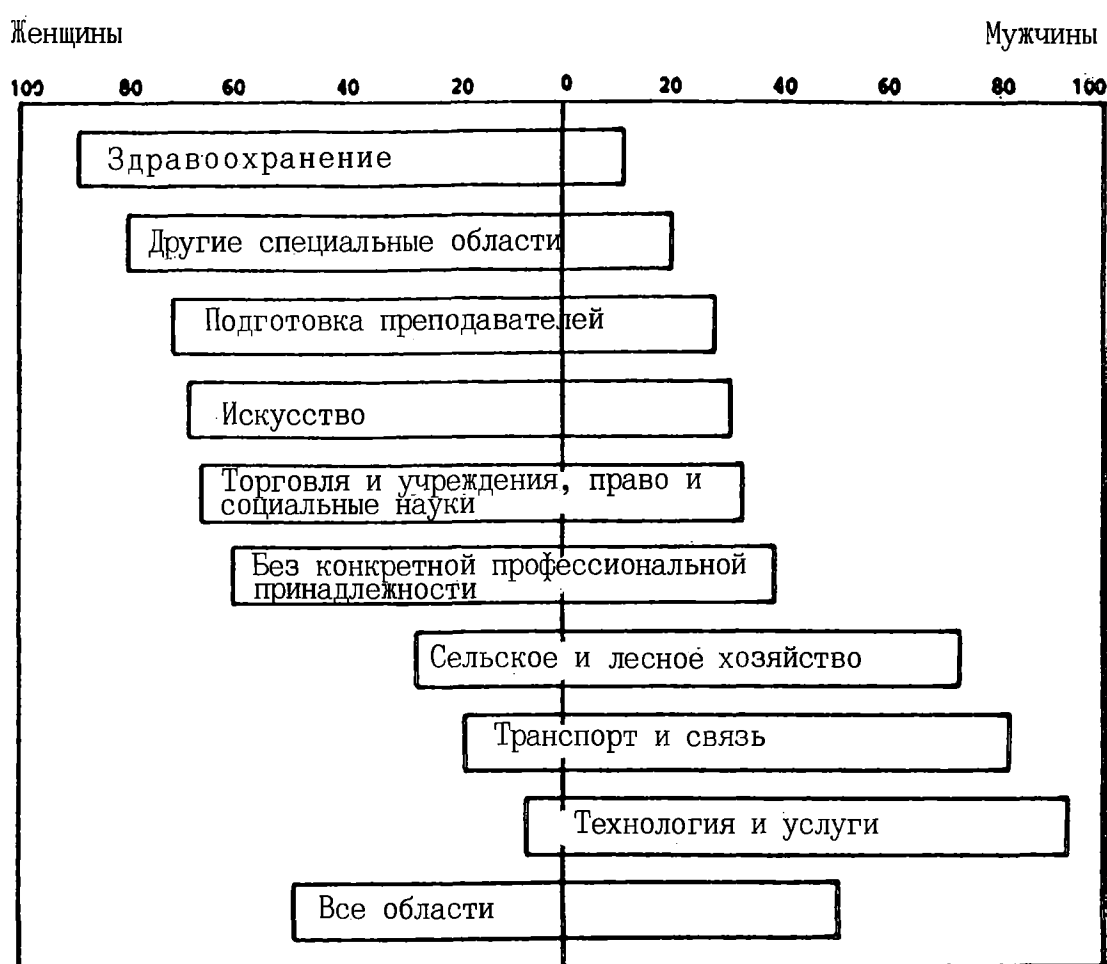 Женщины Мужчины
100 80 60 40 20 0 20 40 60 80 100
Здравоохранение
Другие специальные области
Подготовка преподавателей
Искусство
Торговля и учреждения, право и
социальные науки
Без конкретной профессиональной
принадлежности
Сельское и лесное хозяйство
Транспорт и связь
Технология и услуги
Все области